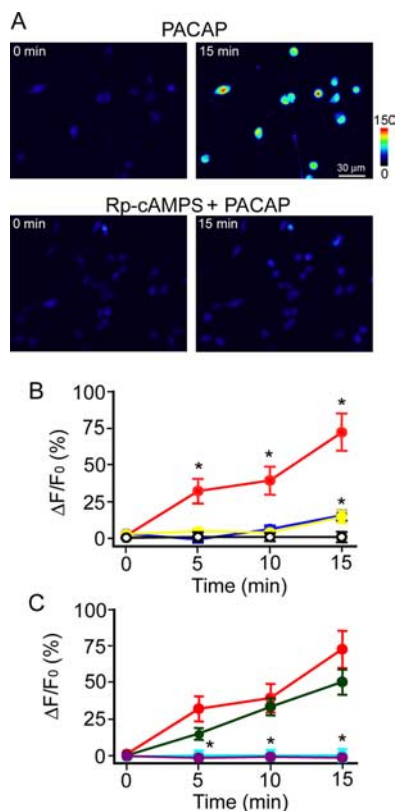 A
PACAP
0 min
15 min
150
0
30 μm
Rp-cAMPS + PACAP
0 min
15 min
B
100
75
50
25
0
ΔF/F0 (%)
* * * *
0 5 10 15
Time (min)
C
100
75
50
25
0
ΔF/F0 (%)
* * *
0 5 10 15
Time (min)